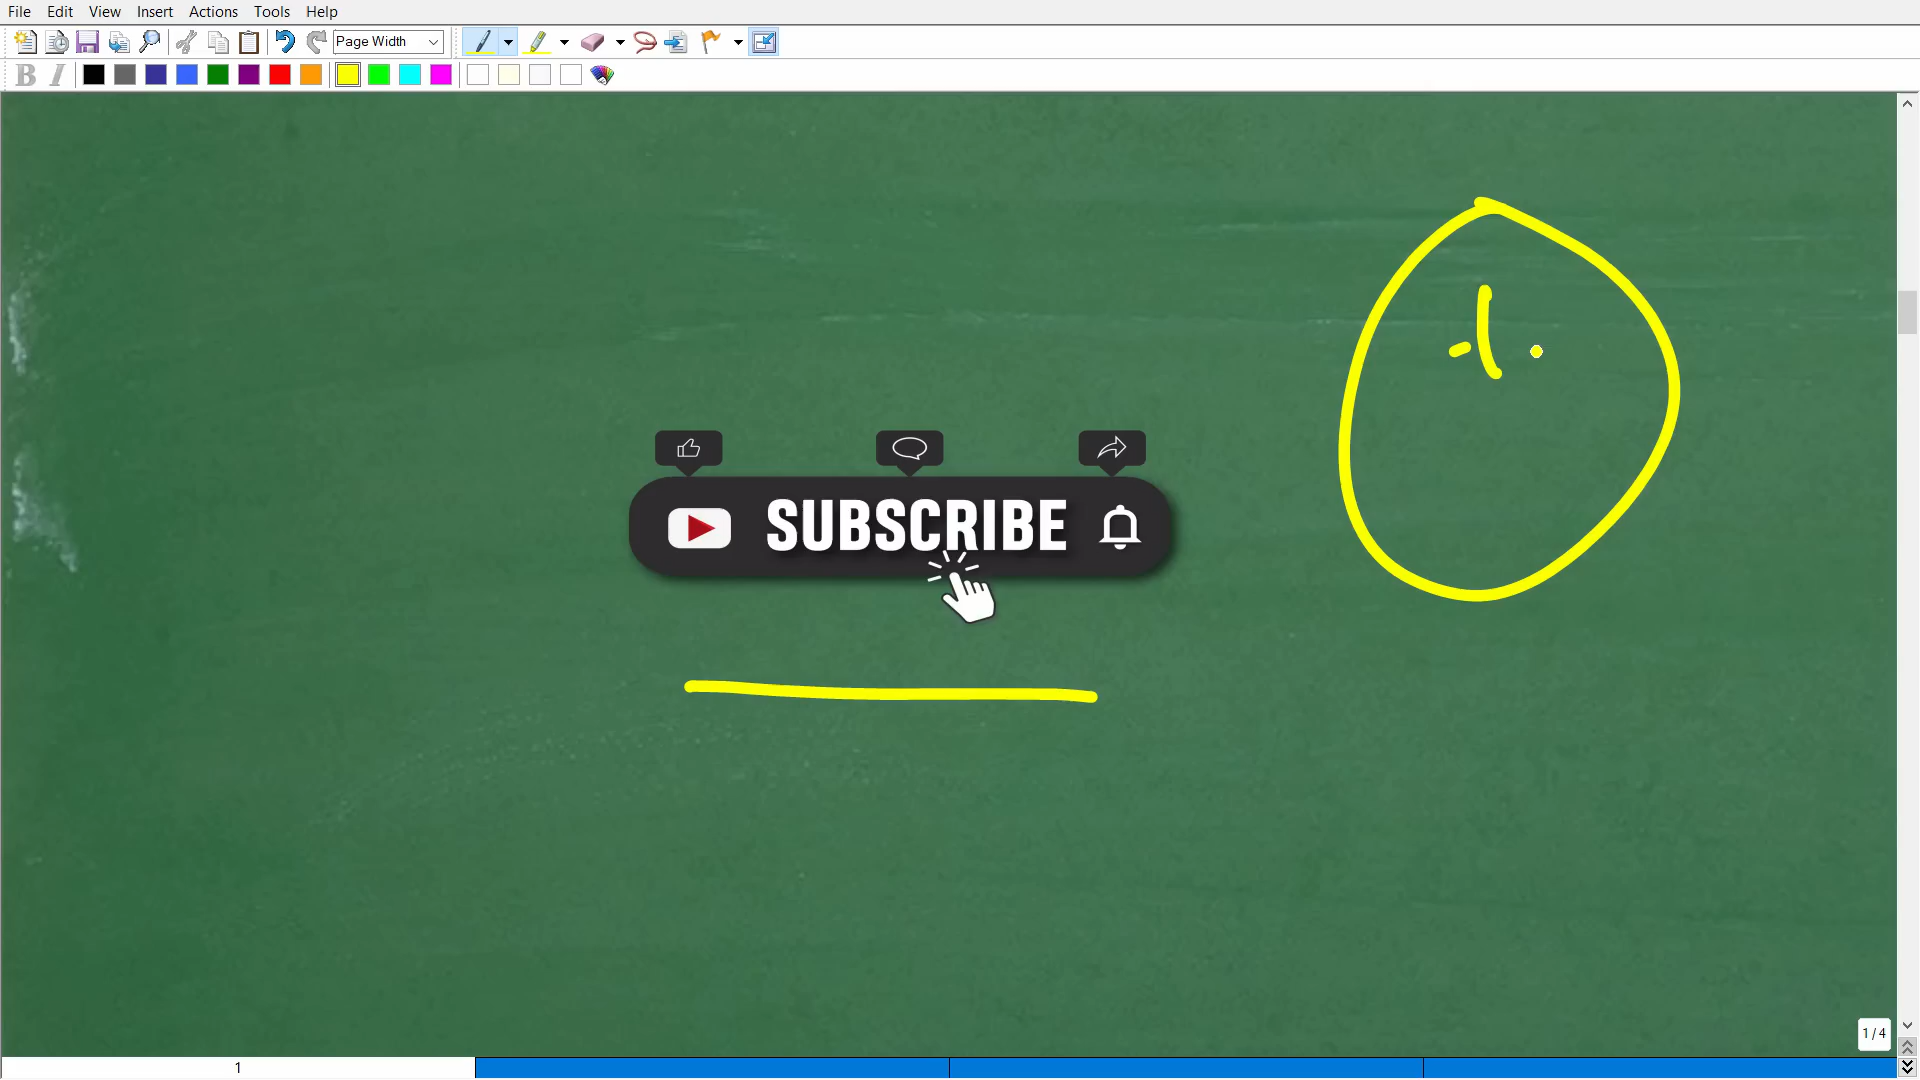 File Edit View Insert Actions Tools Help
Page Width
B I
SUBSCRIBE
1 / 4
1